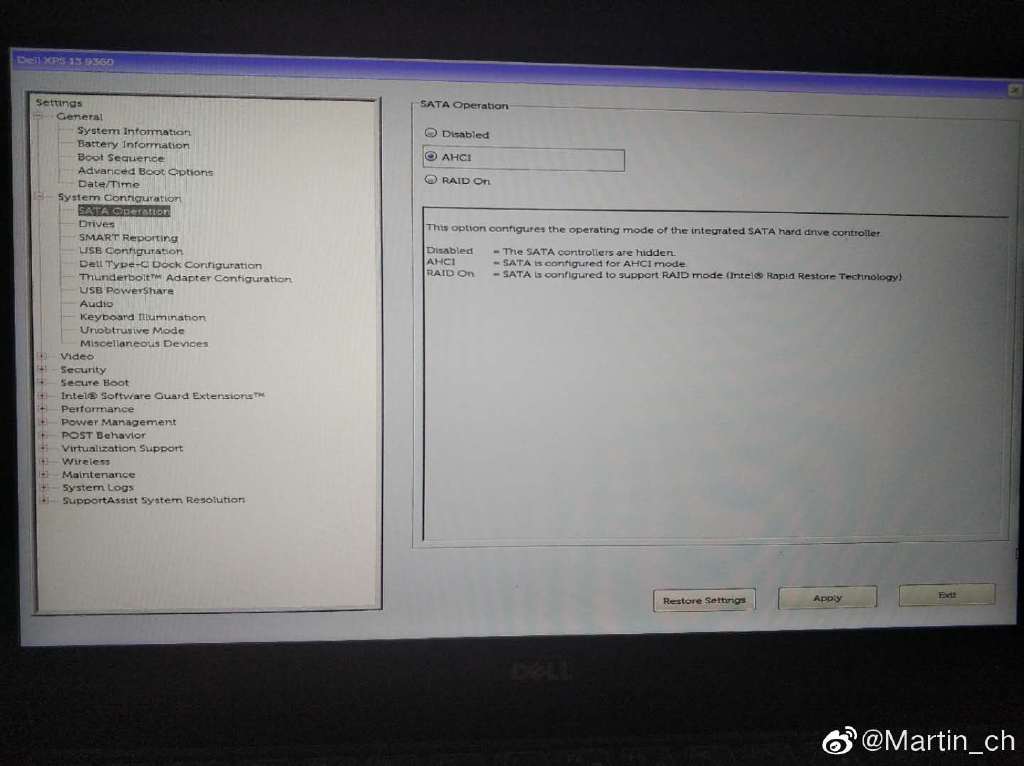 Dell XPS 13 9360
Settings
General
System Information
Battery Information
Boot Sequence
Advanced Boot Options
Date/Time
System Configuration
SATA Operation
Drives
SMART Reporting
USB Configuration
Dell Type-C Dock Configuration
Thunderbolt™ Adapter Configuration
USB PowerShare
Audio
Keyboard Illumination
Unobtrusive Mode
Miscellaneous Devices
Video
Security
Secure Boot
Intel® Software Guard Extensions™
Performance
Power Management
POST Behavior
Virtualization Support
Wireless
Maintenance
System Logs
SupportAssist System Resolution
SATA Operation
Disabled
AHCI
RAID On
This option configures the operating mode of the integrated SATA hard drive controller.
Disabled = The SATA controllers are hidden.
AHCI = SATA is configured for AHCI mode.
RAID On = SATA is configured to support RAID mode (Intel® Rapid Restore Technology)
Restore Settings
Apply
Exit
DELL
@Martin_ch